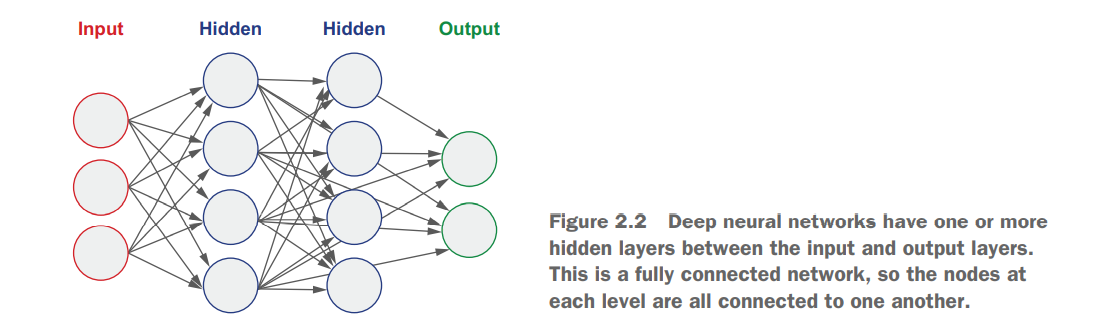 Input Hidden Hidden Output
Figure 2.2 Deep neural networks have one or more
hidden layers between the input and output layers.
This is a fully connected network, so the nodes at
each level are all connected to one another.